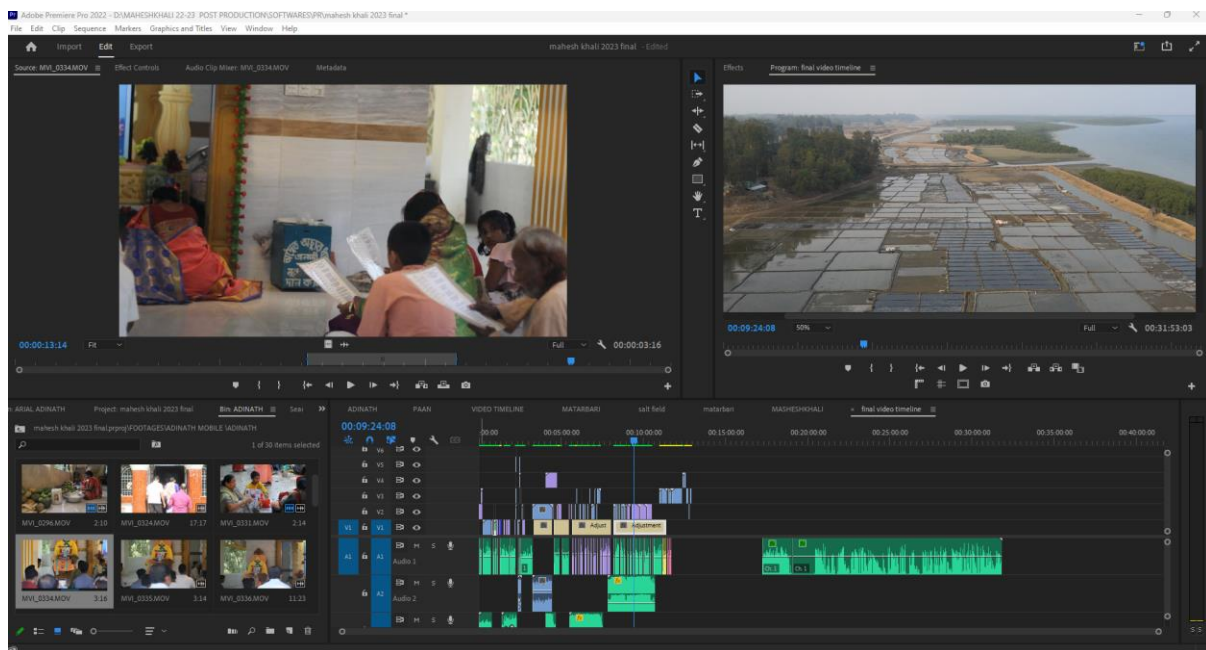 Adobe Premiere Pro 2022 - D:\MAHESHKHALI 22-23 POST PRODUCTION\SOFTWARES\PR\mahesh khali 2023 final *
File Edit Clip Sequence Markers Graphics and Titles View Window Help
Import Edit Export
mahesh khali 2023 final - Edited
Source: MVI_0334.MOV Effect Controls Audio Clip Mixer: MVI_0334.MOV Metadata
Effects Program: final video timeline
00:00:13:14 Fit Full 00:00:03:16
00:09:24:08 50% Full 00:31:53:03
ARIAL ADINATH Project: mahesh khali 2023 final Bin: ADINATH
mahesh khali 2023 final.prproj\FOOTAGES\ADINATH MOBILE \ADINATH
1 of 30 items selected
MVI_0296.MOV 2:10 MVI_0324.MOV 17:17 MVI_0331.MOV 2:14
MVI_0334.MOV 3:16 MVI_0335.MOV 3:14 MVI_0336.MOV 11:23
ADINATH PAAN VIDEO TIMELINE MATARBARI salt field matarbari MASHESHKHALI final video timeline
00:09:24:08
:00:00 00:05:00:00 00:10:00:00 00:15:00:00 00:20:00:00 00:25:00:00 00:30:00:00 00:35:00:00 00:40:00:00
V6
V5
V4
V3
V2
V1 V1 Adjust Adjustment
A1 A1 M S
Audio 1
Ch 1 Ch 1
A2 M S
Audio 2
M S
S S